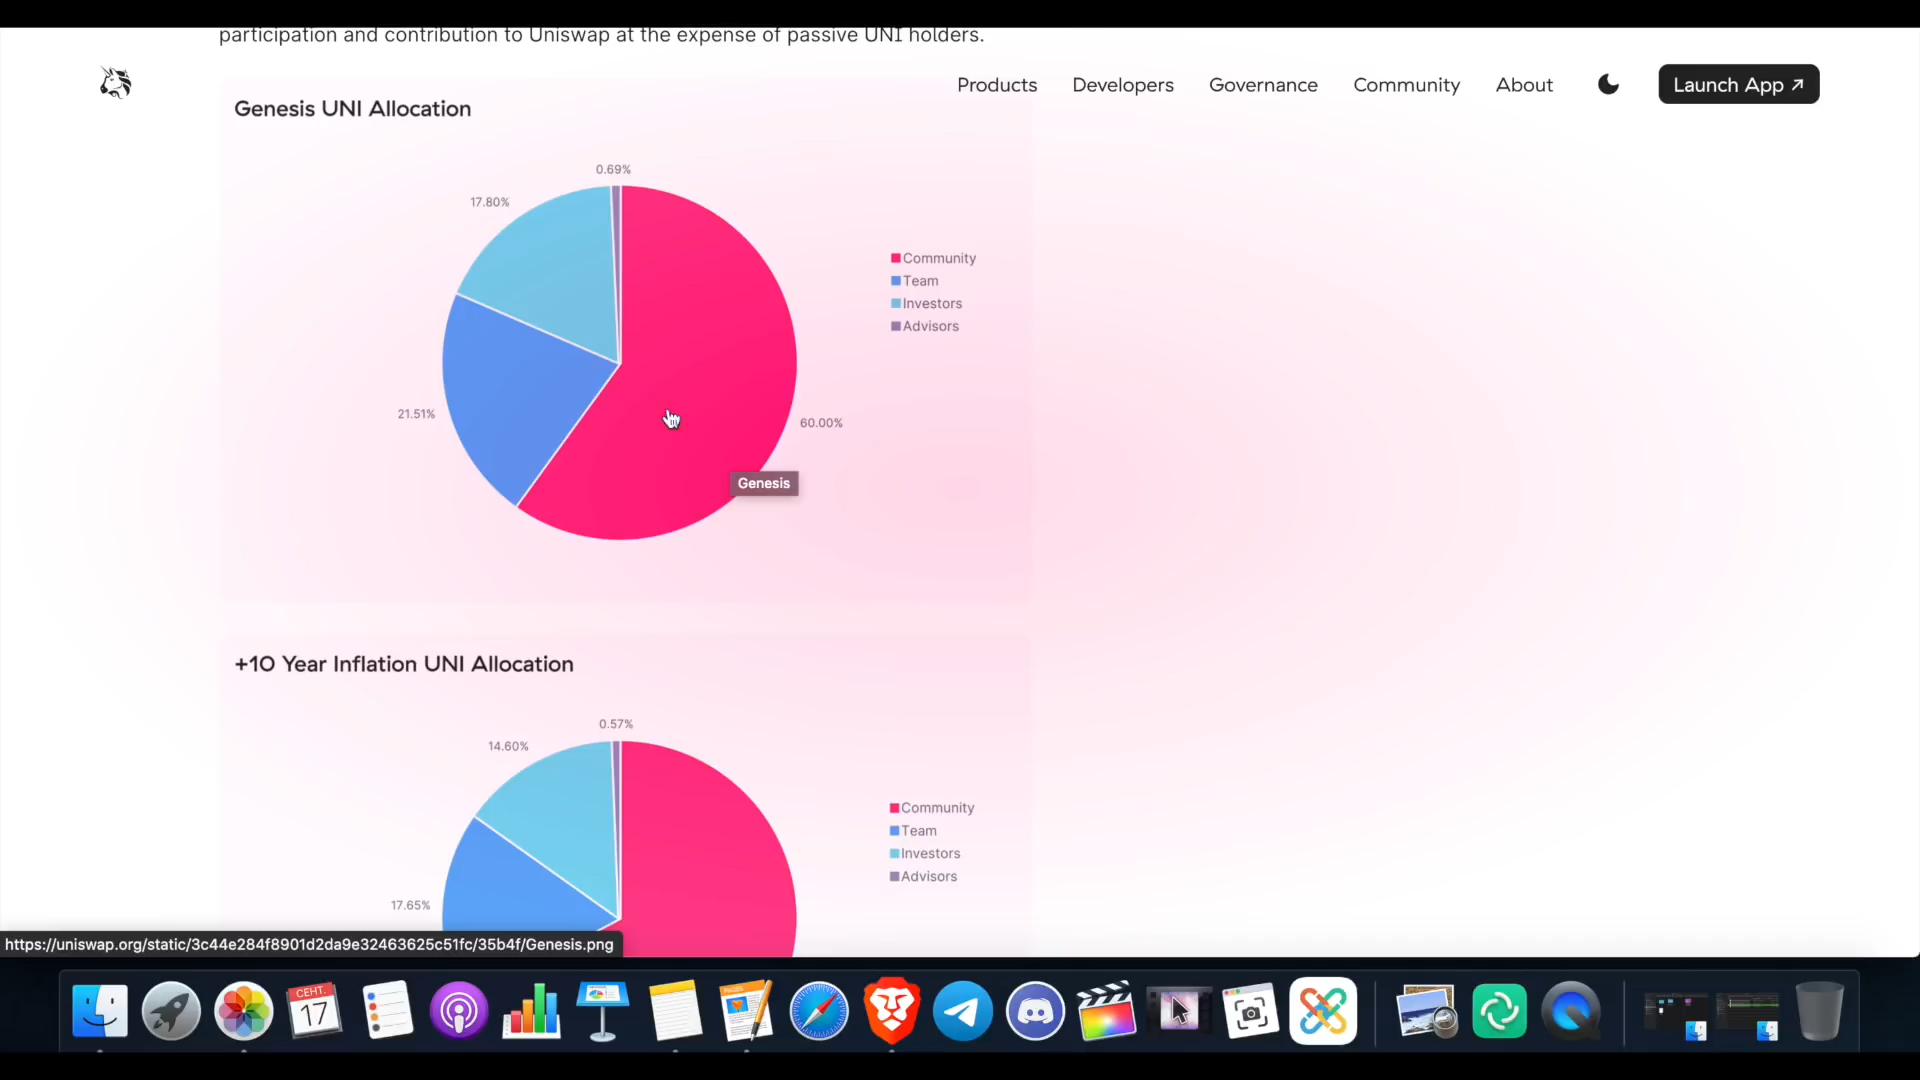 participation and contribution to Uniswap at the expense of passive UNI holders.
Products Developers Governance Community About Launch App ↗
Genesis UNI Allocation
0.69%
17.80%
Community
Team
Investors
Advisors
21.51%
60.00%
Genesis
+10 Year Inflation UNI Allocation
0.57%
14.60%
Community
Team
Investors
Advisors
17.65%
https://uniswap.org/static/3c44e284f8901d2da9e32463625c51fc/35b4f/Genesis.png
СЕНТ.
17